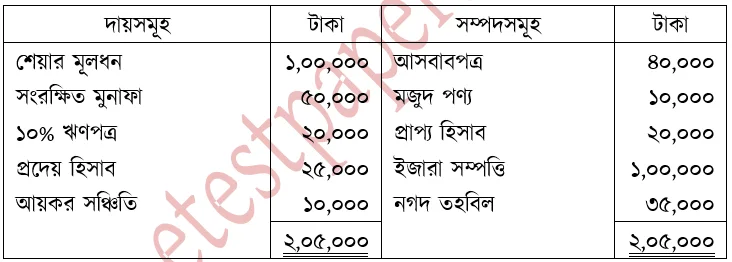 দায়সমূহ টাকা সম্পদসমূহ টাকা
শেয়ার মূলধন ১,০০,০০০ আসবাবপত্র ৪০,০০০
সংরক্ষিত মুনাফা ৫০,০০০ মজুদ পণ্য ১০,০০০
১০% ঋণপত্র ২০,০০০ প্রাপ্য হিসাব ২০,০০০
প্রদেয় হিসাব ২৫,০০০ ইজারা সম্পত্তি ১,০০,০০০
আয়কর সঞ্চিতি ১০,০০০ নগদ তহবিল ৩৫,০০০
২,০৫,০০০ ২,০৫,০০০
etestpaper